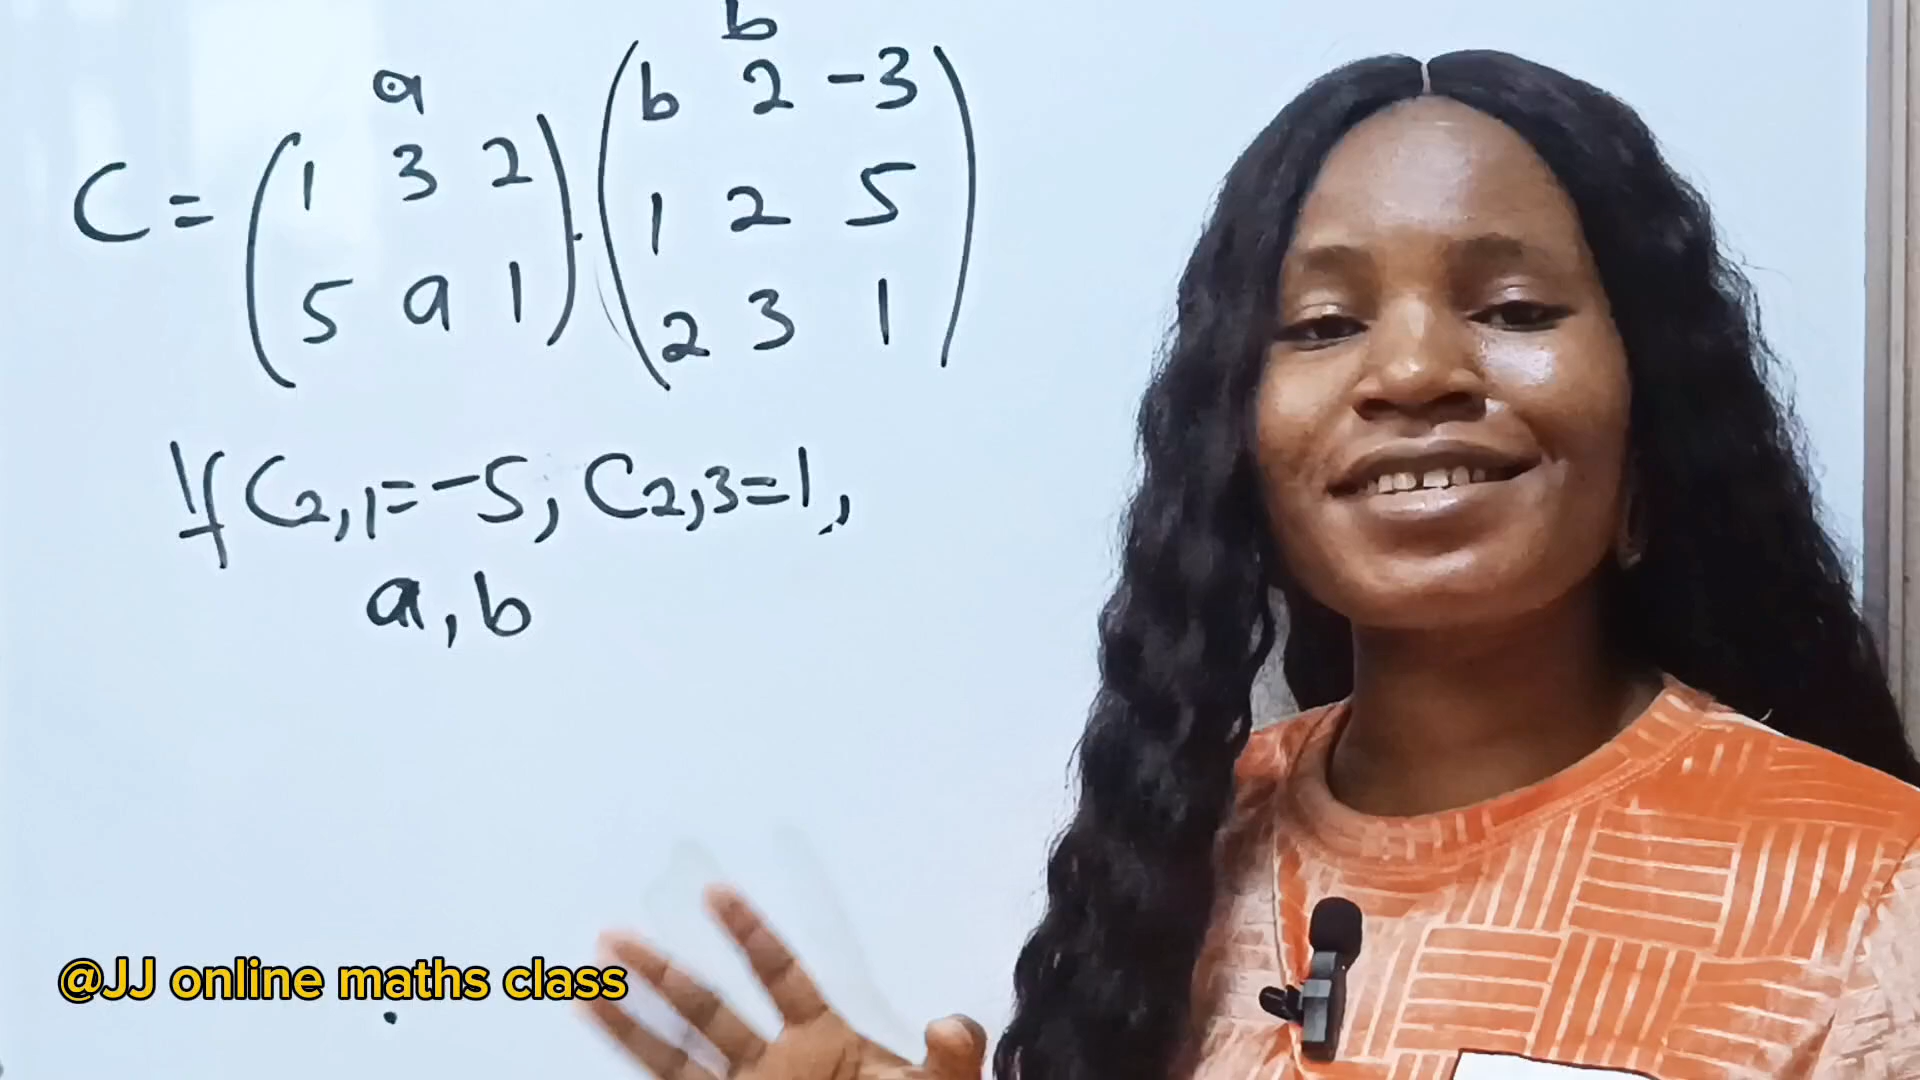 a b
C = ( 1 3 2 ) . ( b 2 -3 )
( 5 a 1 ) ( 1 2 5 )
( 2 3 1 )
If C2,1=-5, C2,3=1,
a, b
@JJ online maths class